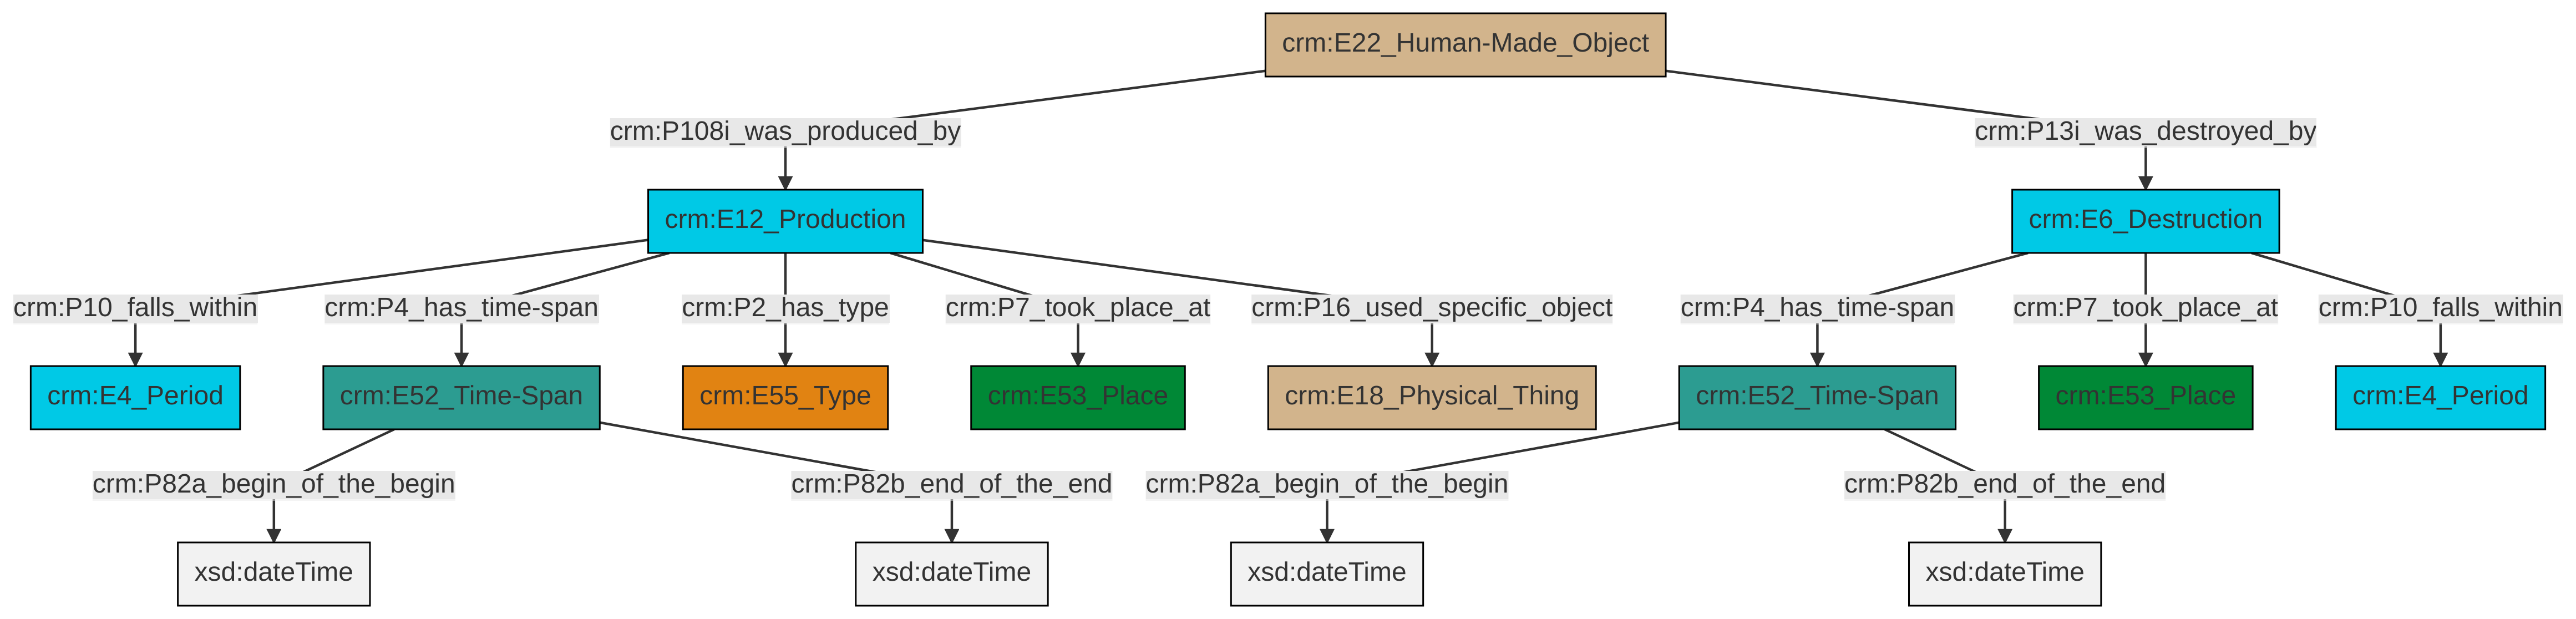 crm:E22_Human-Made_Object
crm:P108i_was_produced_by
crm:P13i_was_destroyed_by
crm:E12_Production
crm:E6_Destruction
crm:P10_falls_within
crm:P4_has_time-span
crm:P2_has_type
crm:P7_took_place_at
crm:P16_used_specific_object
crm:P4_has_time-span
crm:P7_took_place_at
crm:P10_falls_within
crm:E4_Period
crm:E52_Time-Span
crm:E55_Type
crm:E53_Place
crm:E18_Physical_Thing
crm:E52_Time-Span
crm:E53_Place
crm:E4_Period
crm:P82a_begin_of_the_begin
crm:P82b_end_of_the_end
crm:P82a_begin_of_the_begin
crm:P82b_end_of_the_end
xsd:dateTime
xsd:dateTime
xsd:dateTime
xsd:dateTime